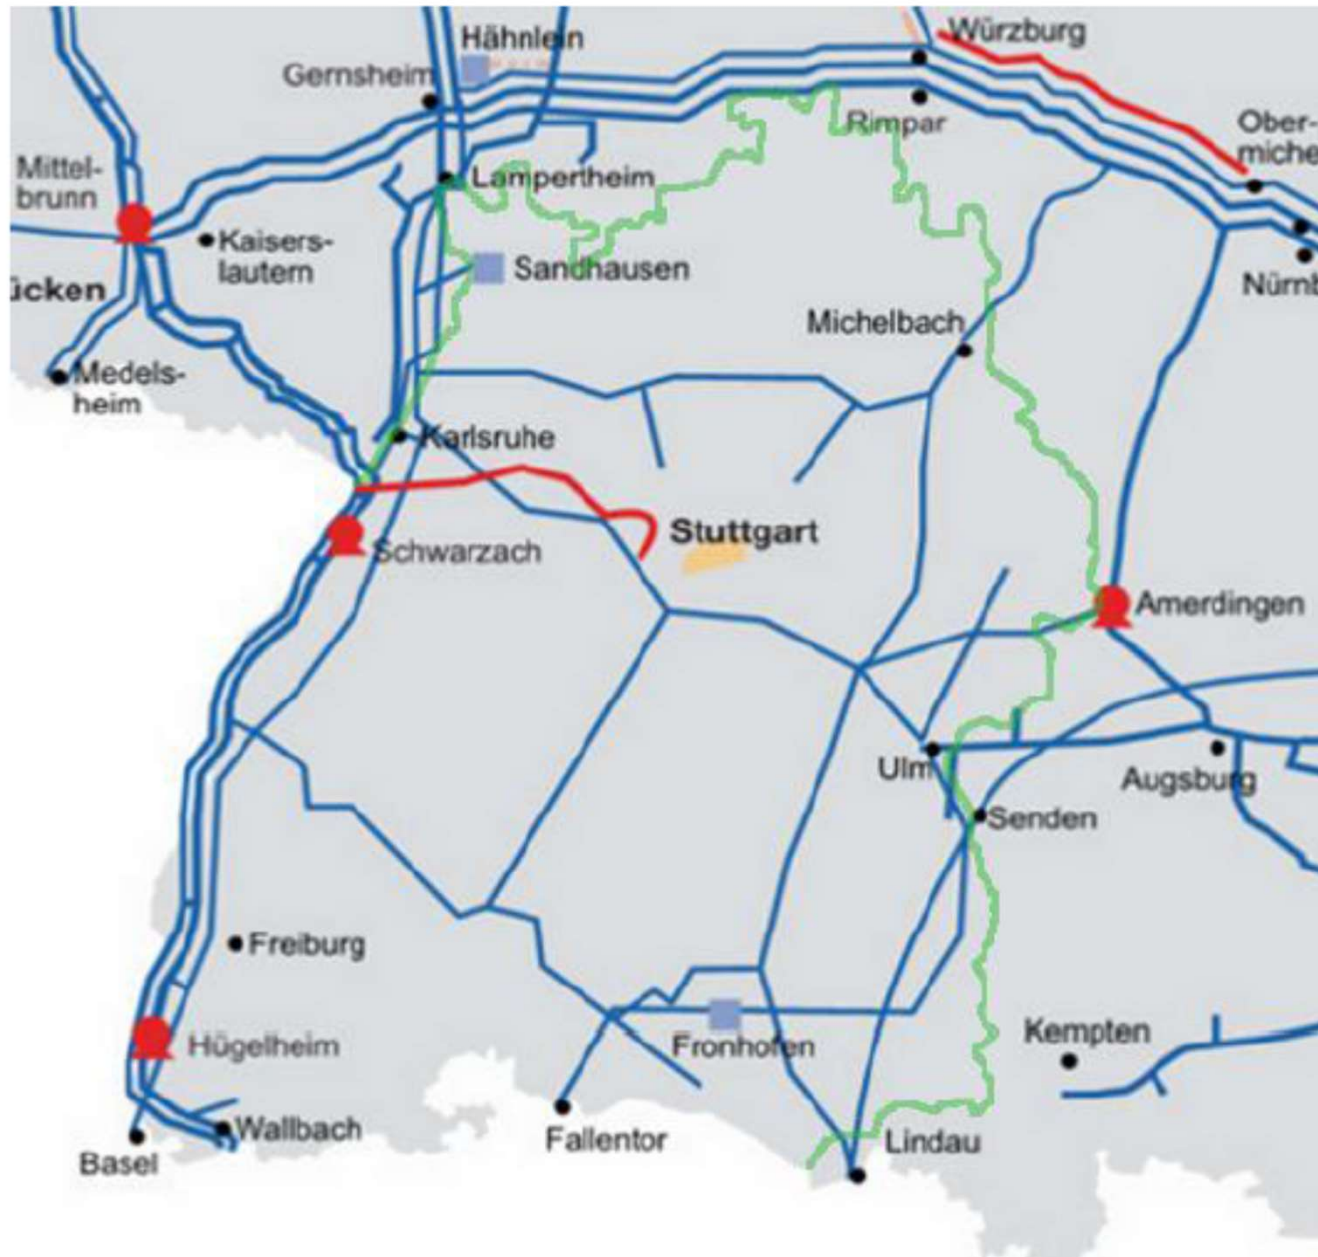 Würzburg
Hähnlein
Gernsheim
Rimpar
Ober-
miche
Mittel-
brunn
Lampertheim
Kaisers-
lautern
Sandhausen
ücken
Nürnb
Michelbach
Medels-
heim
Karlsruhe
Stuttgart
Schwarzach
Amerdingen
Ulm
Augsburg
Senden
Freiburg
Hügelheim
Fronhofen
Kempten
Wallbach
Fallentor
Lindau
Basel